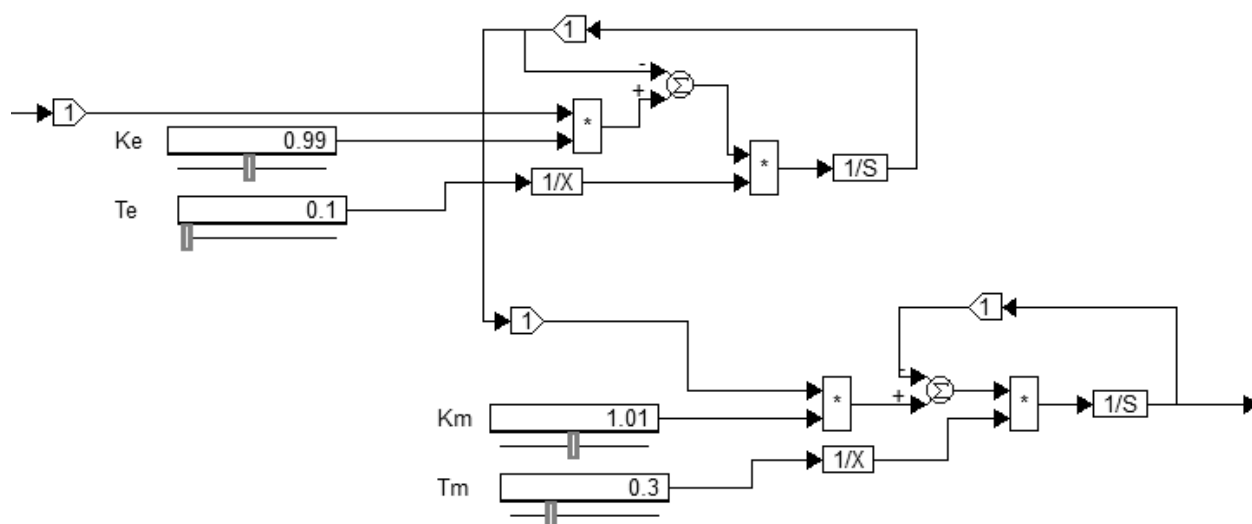 1
-
Σ
+
1
*
Ke
0.99
*
1/S
1/X
Te
0.1
1
1
-
Σ
+
*
*
1/S
Km
1.01
1/X
Tm
0.3